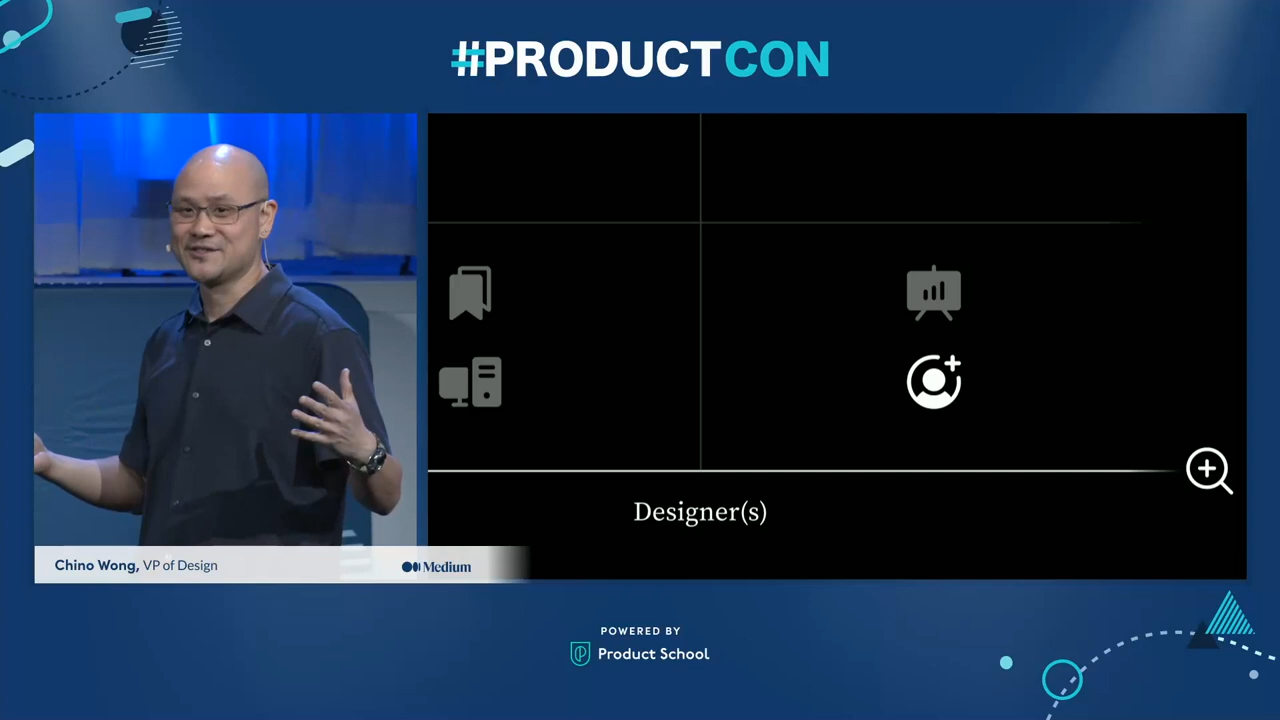 #PRODUCTCON
Designer(s)
Chino Wong, VP of Design
Medium
POWERED BY
Product School